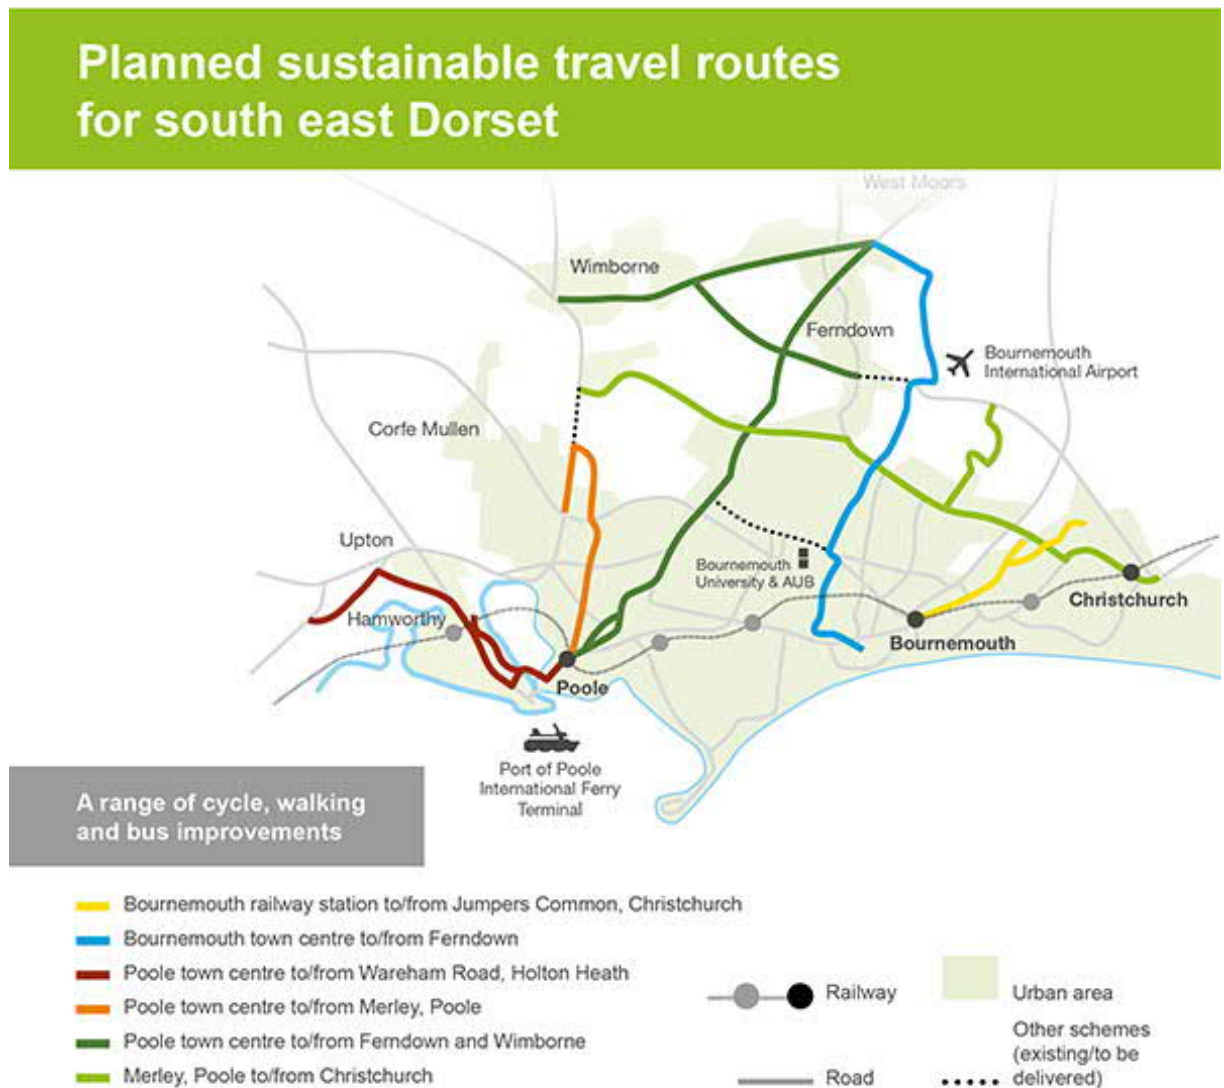 Planned sustainable travel routes
for south east Dorset
West Moors
Wimborne
Ferndown
Bournemouth
International Airport
Corfe Mullen
Upton
Bournemouth
University & AUB
Hamworthy
Christchurch
Bournemouth
Poole
Port of Poole
International Ferry
Terminal
A range of cycle, walking
and bus improvements
Bournemouth railway station to/from Jumpers Common, Christchurch
Bournemouth town centre to/from Ferndown
Poole town centre to/from Wareham Road, Holton Heath
Poole town centre to/from Merley, Poole
Poole town centre to/from Ferndown and Wimborne
Merley, Poole to/from Christchurch
Railway
Road
Urban area
Other schemes
(existing/to be
delivered)